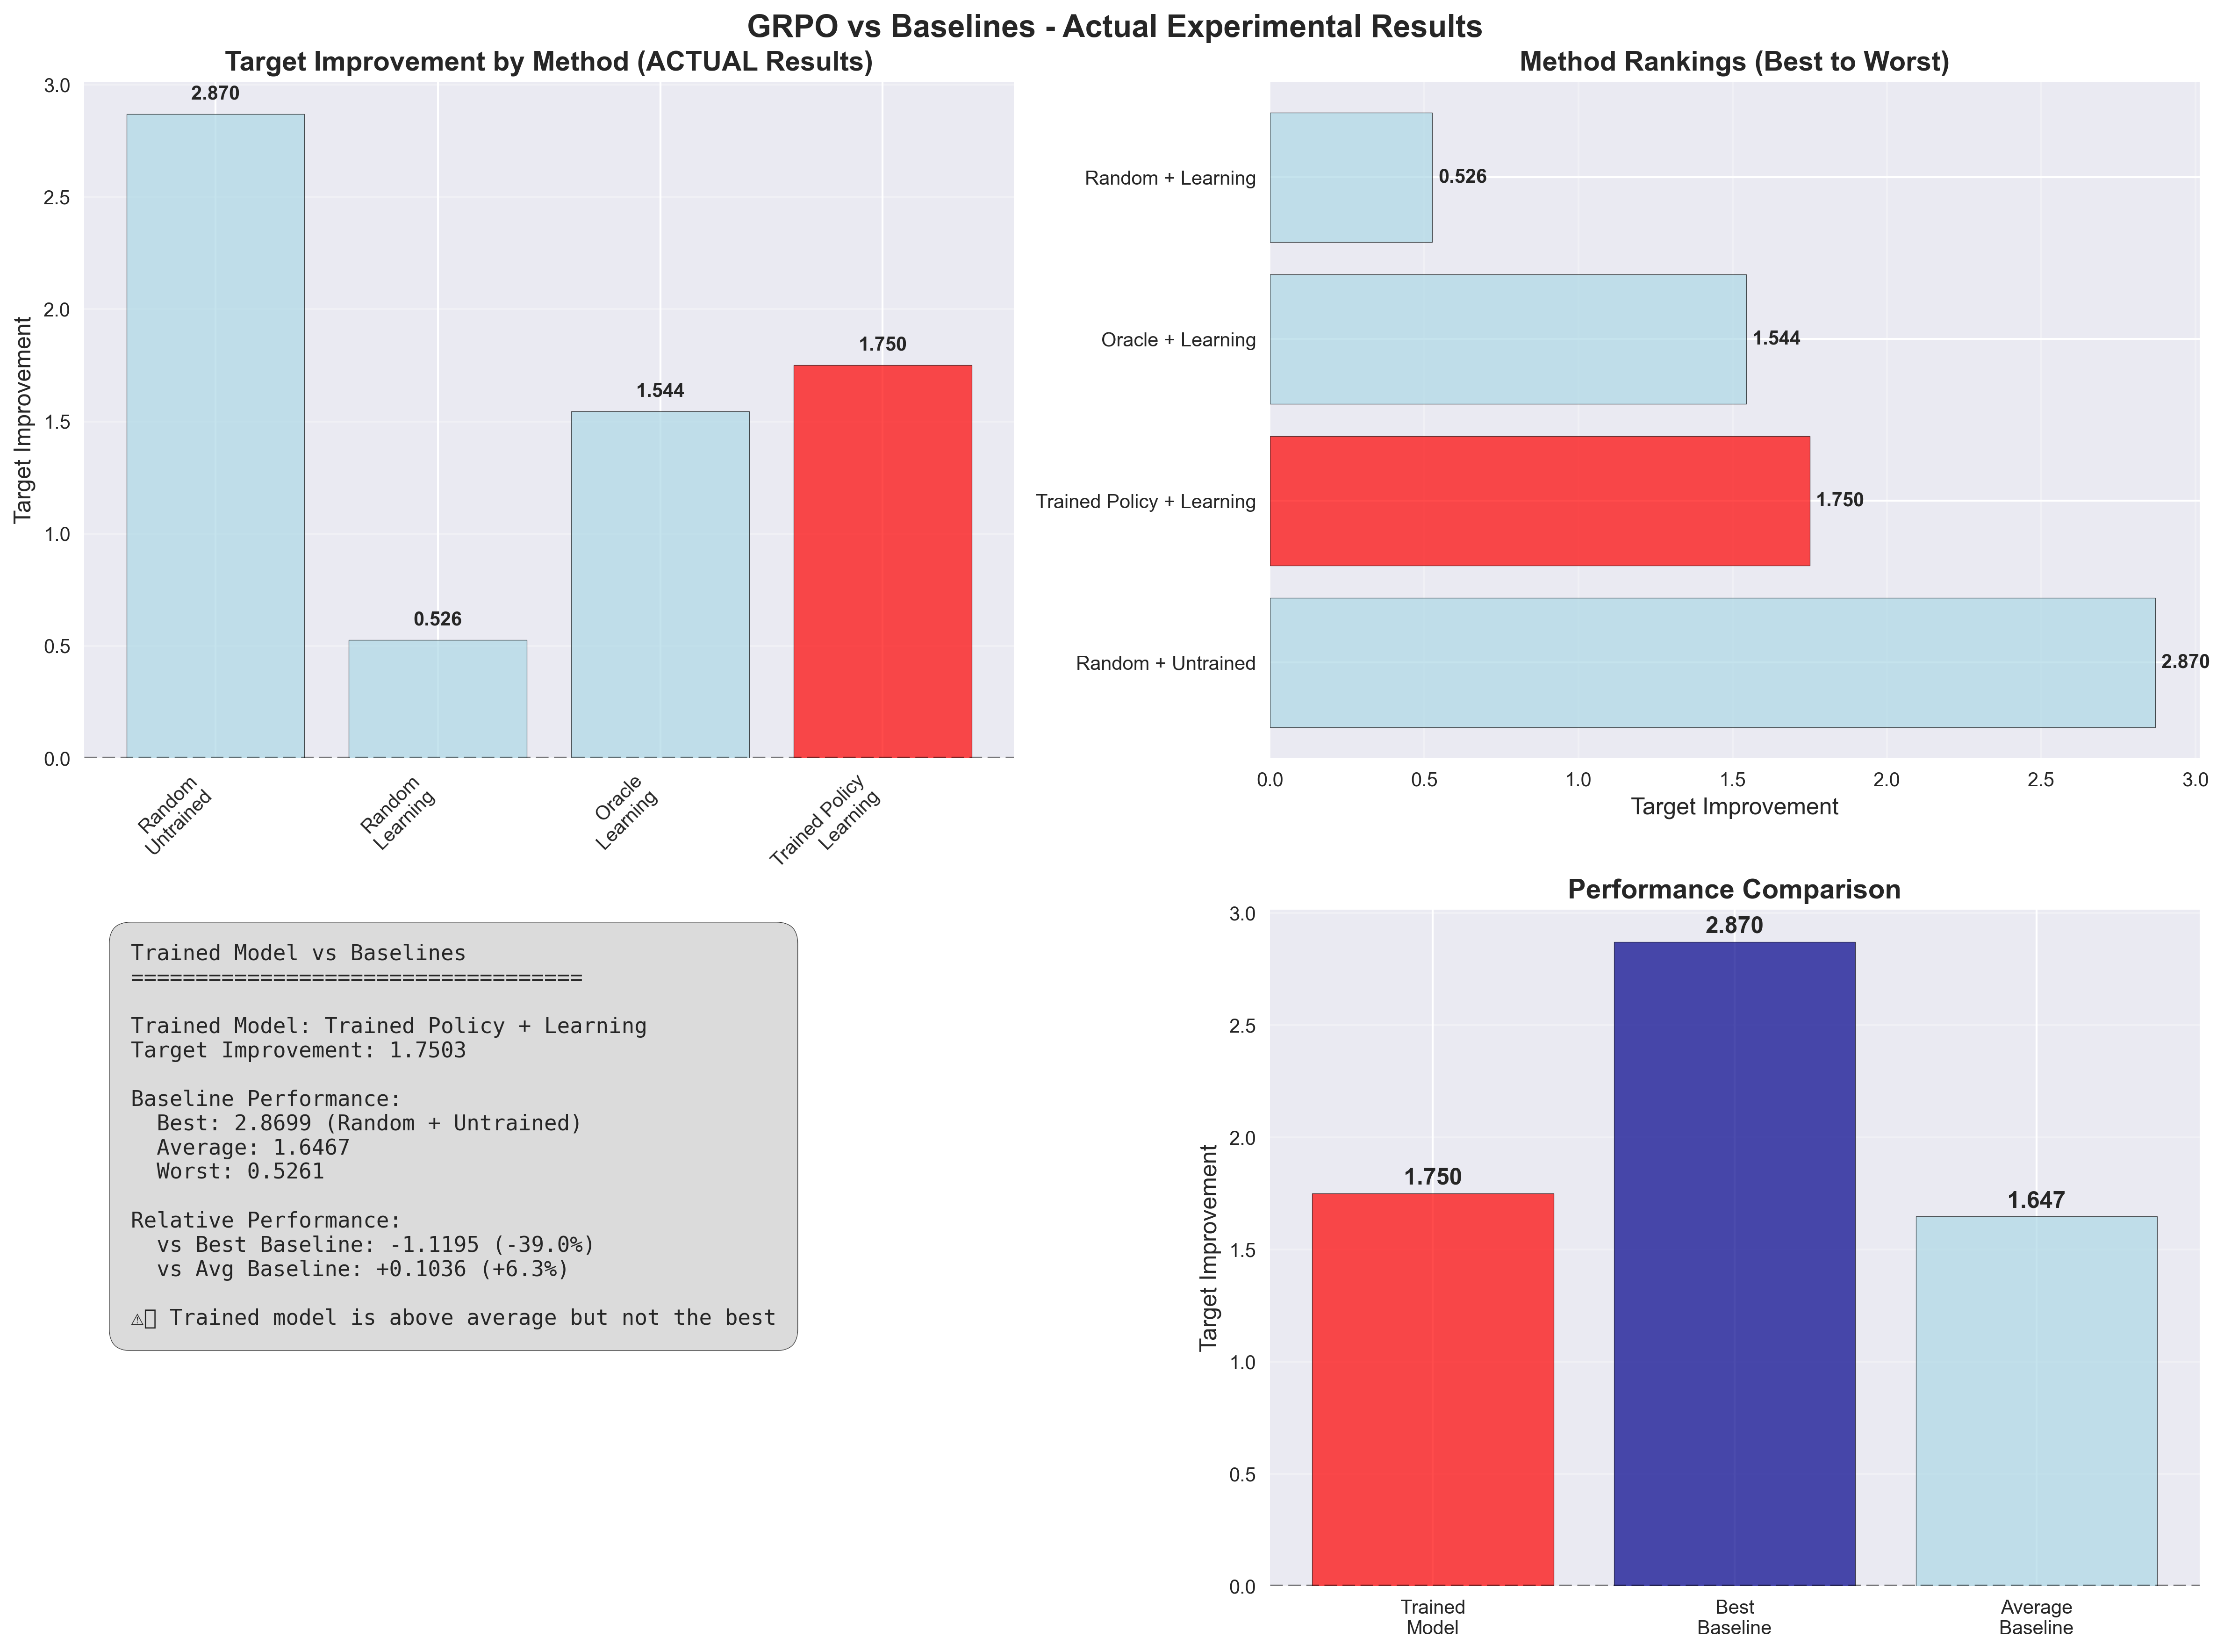 GRPO vs Baselines - Actual Experimental Results
Target Improvement by Method (ACTUAL Results)
Target Improvement
3.0
2.5
2.0
1.5
1.0
0.5
0.0
2.870
0.526
1.544
1.750
Random
Untrained
Random
Learning
Oracle
Learning
Trained Policy
Learning
Method Rankings (Best to Worst)
Random + Learning
0.526
Oracle + Learning
1.544
Trained Policy + Learning
1.750
Random + Untrained
2.870
0.0
0.5
1.0
1.5
2.0
2.5
3.0
Target Improvement
Trained Model vs Baselines
===================================
Trained Model: Trained Policy + Learning
Target Improvement: 1.7503
Baseline Performance:
Best: 2.8699 (Random + Untrained)
Average: 1.6467
Worst: 0.5261
Relative Performance:
vs Best Baseline: -1.1195 (-39.0%)
vs Avg Baseline: +0.1036 (+6.3%)
⚠ Trained model is above average but not the best
Performance Comparison
Target Improvement
3.0
2.5
2.0
1.5
1.0
0.5
0.0
1.750
2.870
1.647
Trained
Model
Best
Baseline
Average
Baseline